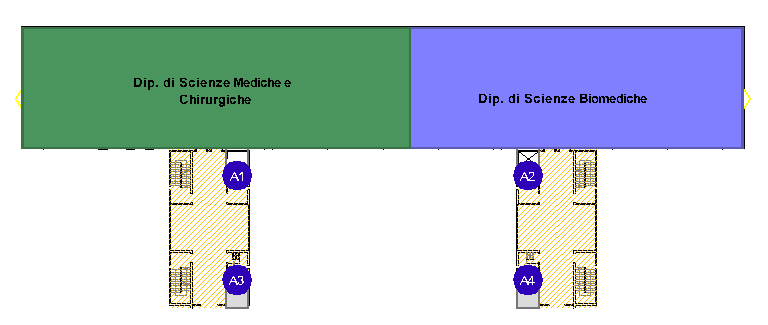 Dip. di Scienze Mediche e
Chirurgiche
Dip. di Scienze Biomediche
A1
A2
A3
A4